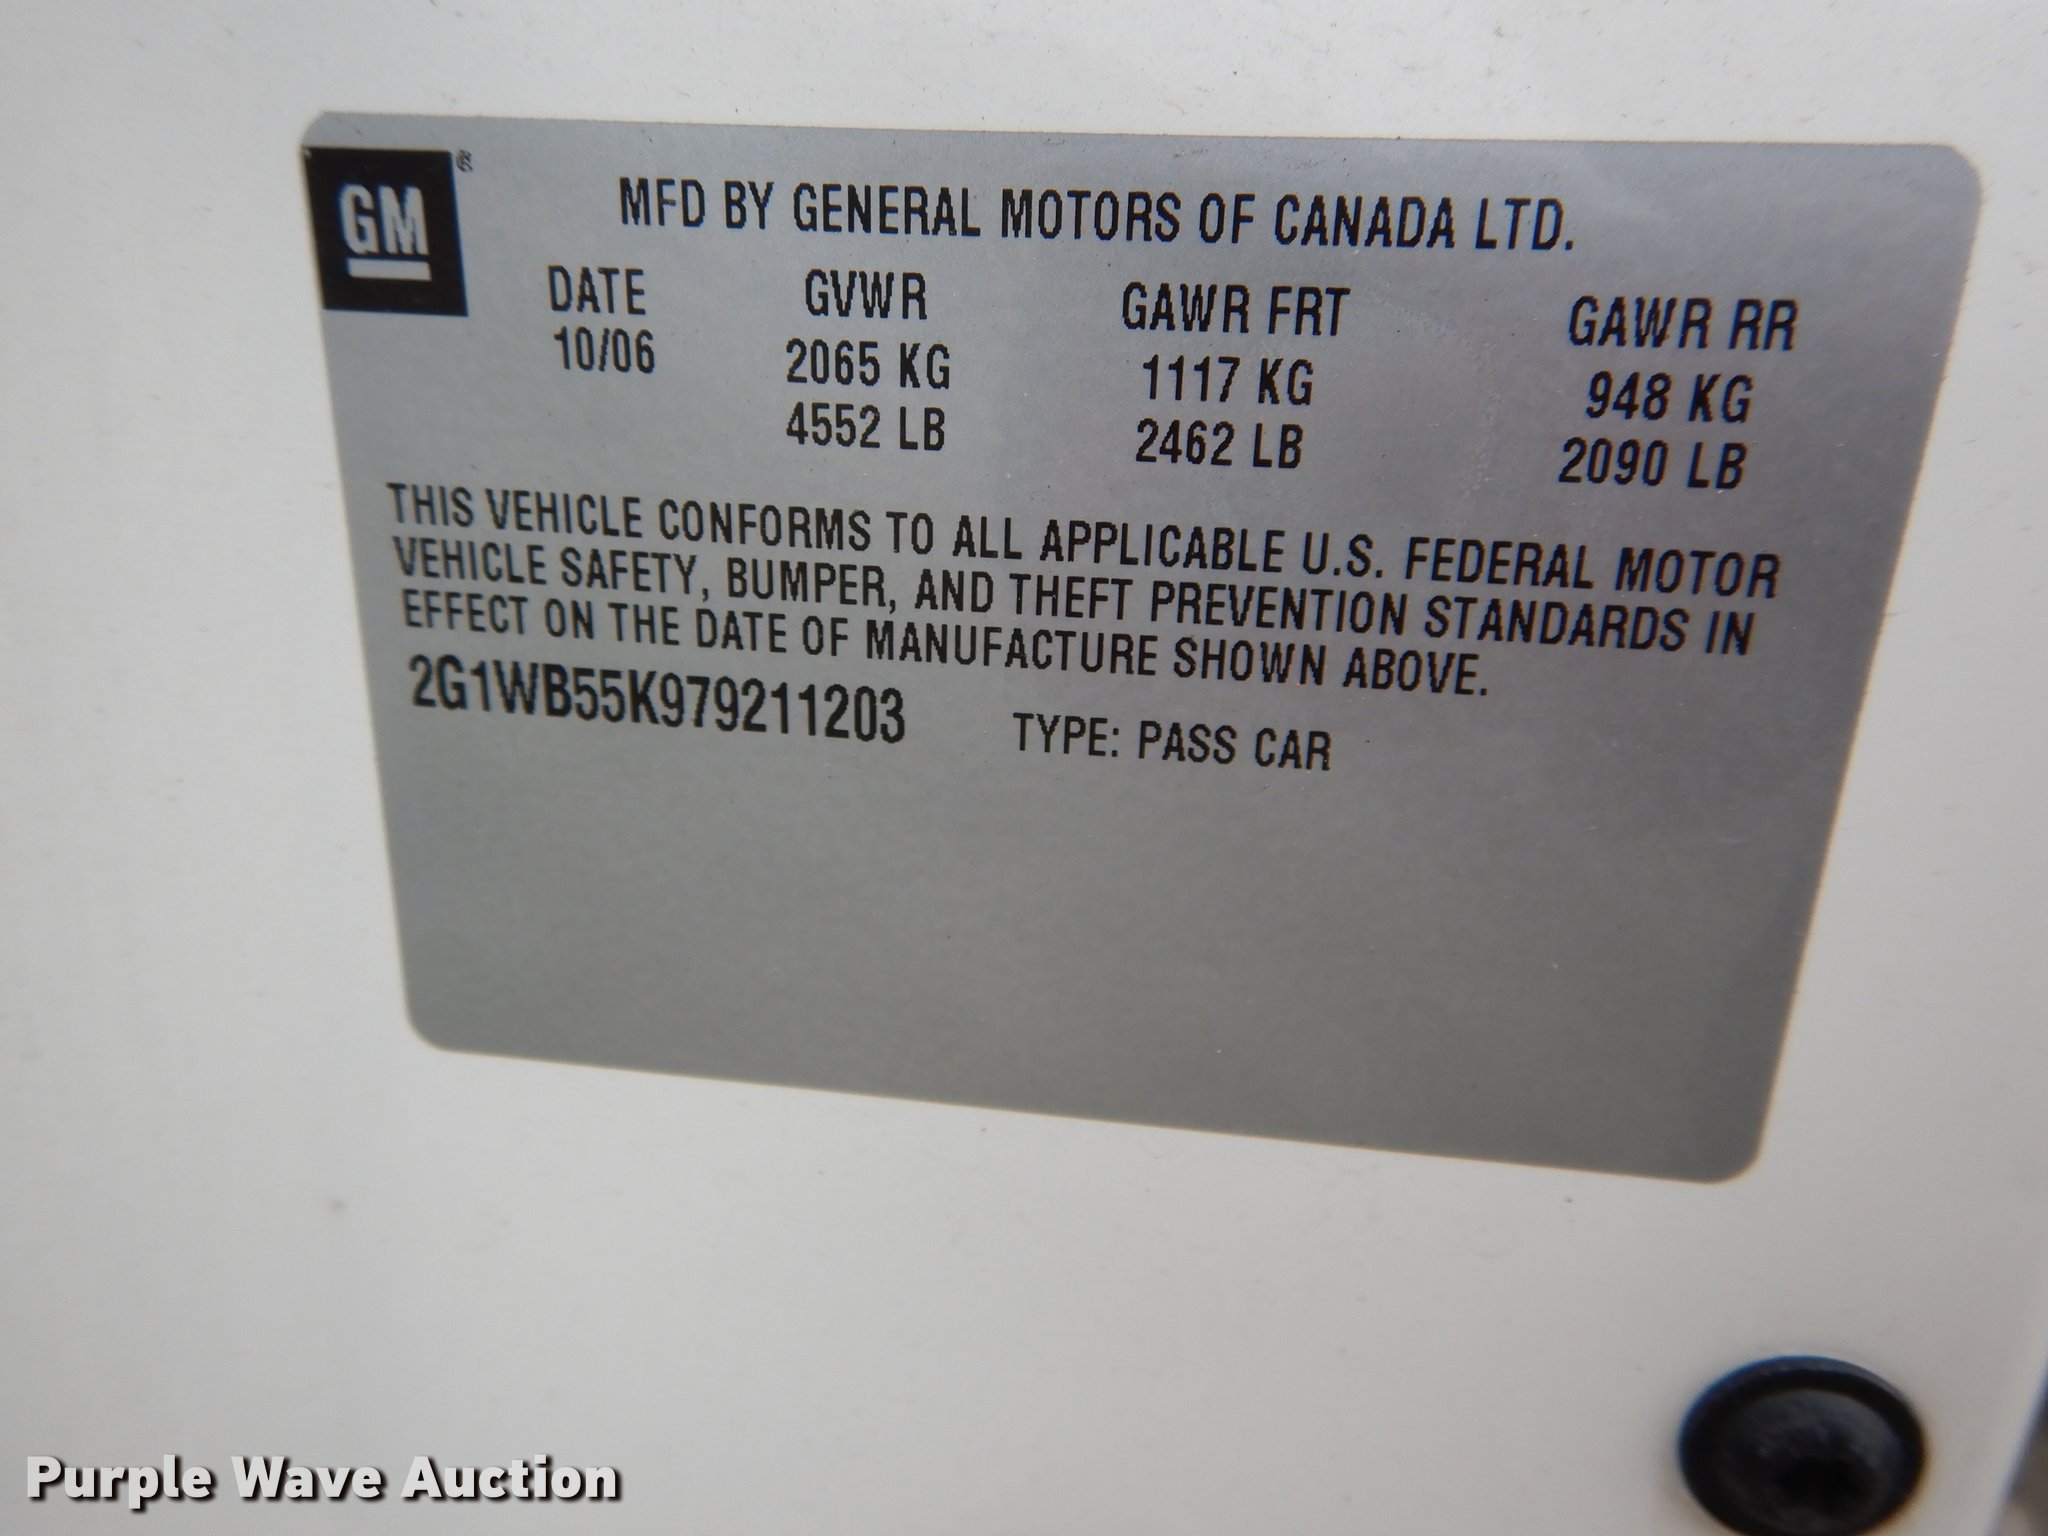 GM ®
MFD BY GENERAL MOTORS OF CANADA LTD.
DATE GVWR GAWR FRT GAWR RR
10/06 2065 KG 1117 KG 948 KG
4552 LB 2462 LB 2090 LB
THIS VEHICLE CONFORMS TO ALL APPLICABLE U.S. FEDERAL MOTOR
VEHICLE SAFETY, BUMPER, AND THEFT PREVENTION STANDARDS IN
EFFECT ON THE DATE OF MANUFACTURE SHOWN ABOVE.
2G1WB55K979211203 TYPE: PASS CAR
Purple Wave Auction